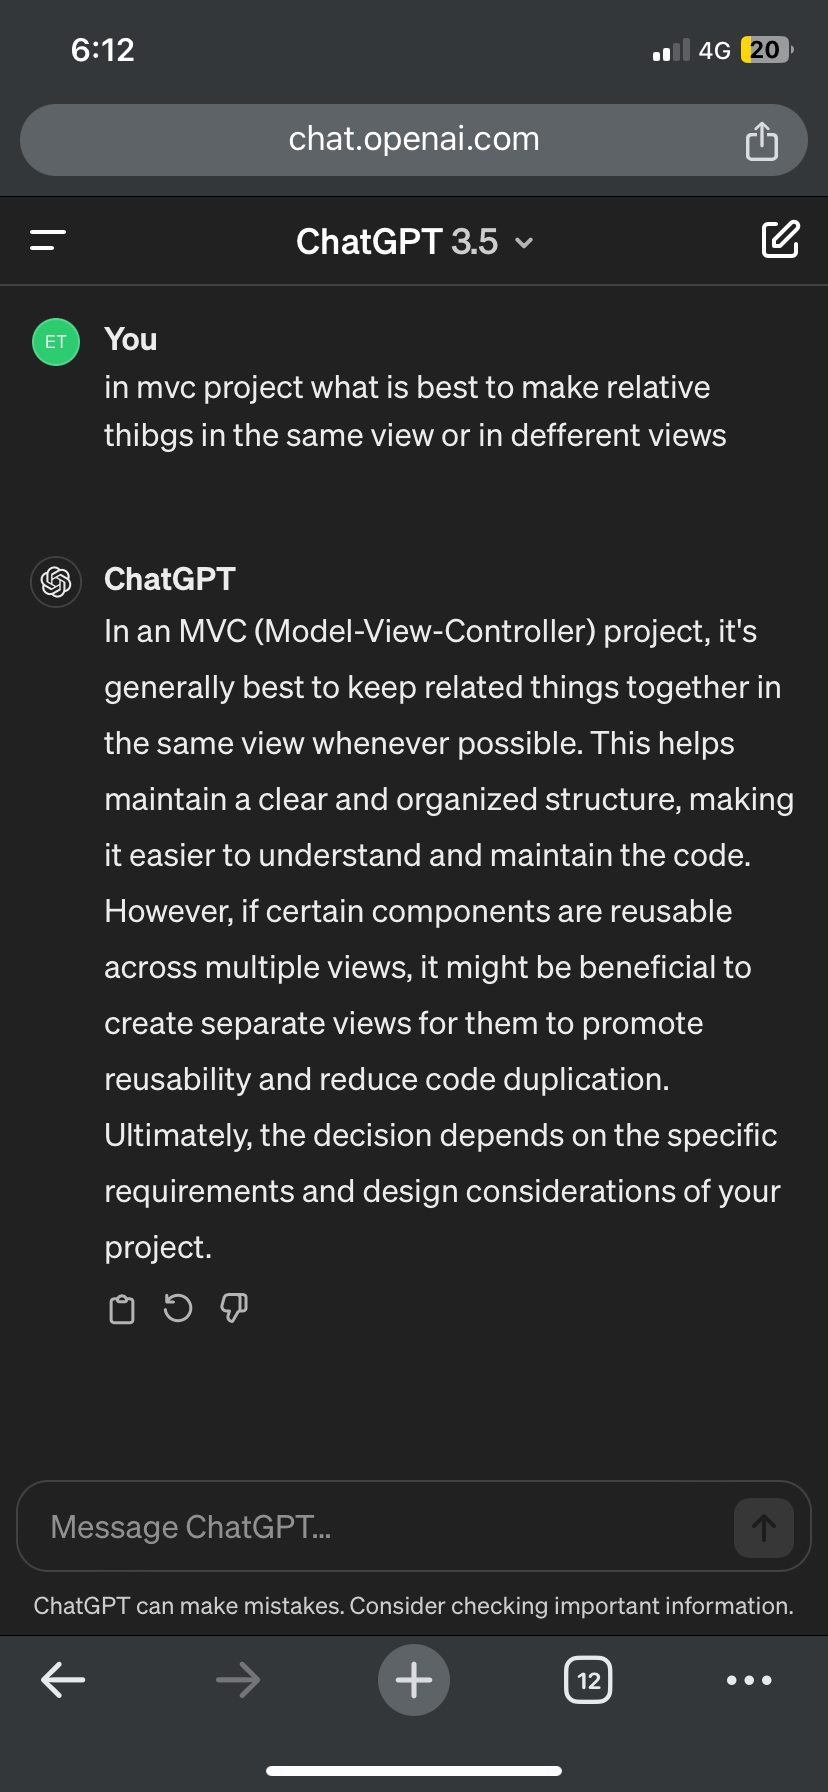 6:12
4G 20
chat.openai.com
ChatGPT 3.5
ET
You
in mvc project what is best to make relative
thibgs in the same view or in defferent views
ChatGPT
In an MVC (Model-View-Controller) project, it's
generally best to keep related things together in
the same view whenever possible. This helps
maintain a clear and organized structure, making
it easier to understand and maintain the code.
However, if certain components are reusable
across multiple views, it might be beneficial to
create separate views for them to promote
reusability and reduce code duplication.
Ultimately, the decision depends on the specific
requirements and design considerations of your
project.
Message ChatGPT...
ChatGPT can make mistakes. Consider checking important information.
12